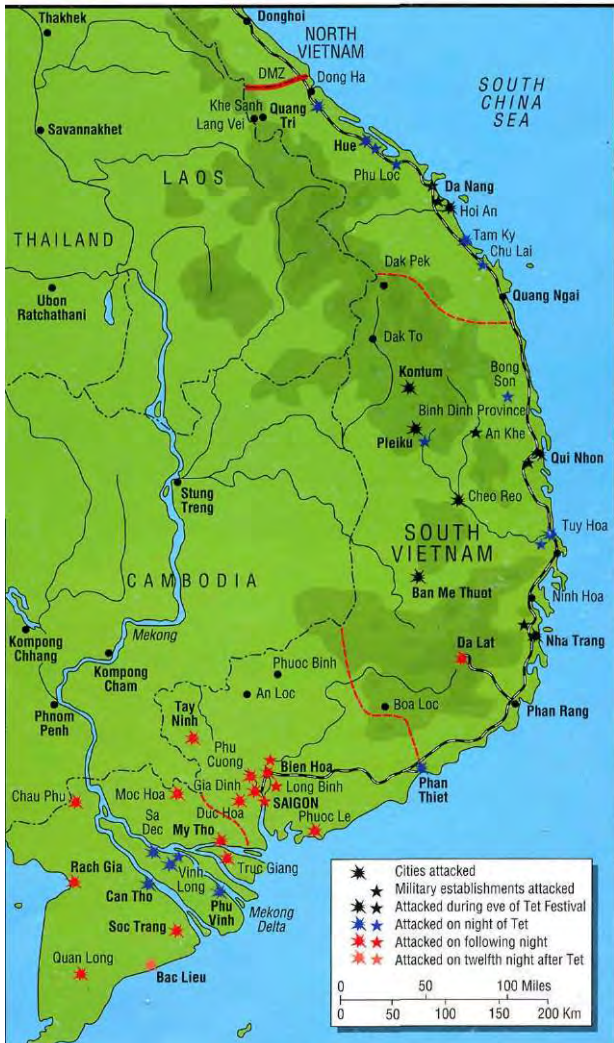 Thakhek
Donghoi
NORTH
VIETNAM
DMZ
Dong Ha
SOUTH
CHINA
SEA
Khe Sanh
Quang
Tri
Lang Vei
Savannakhet
Hue
Phu Loc
LAOS
Da Nang
Hoi An
THAILAND
Tam Ky
Chu Lai
Dak Pek
Ubon
Ratchathani
Quang Ngai
Dak To
Bong
Son
Kontum
Binh Dinh Province
An Khe
Pleiku
Qui Nhon
Stung
Treng
Cheo Reo
Tuy Hoa
SOUTH
VIETNAM
CAMBODIA
Ban Me Thuot
Ninh Hoa
Kompong
Chhang
Mekong
Nha Trang
Kompong
Cham
Da Lat
Phuoc Binh
An Loc
Boa Loc
Phan Rang
Phnom
Penh
Tay
Ninh
Phu
Cuong
Bien Hoa
Phan
Thiet
Chau Phu
Moc Hoa
Gia Dinh
Long Binh
Duc Hoa
SAIGON
Sa
Dec
My Tho
Phuoc Le
Rach Gia
Vinh
Long
Truc Giang
Can Tho
Phu
Vinh
Mekong
Delta
Soc Trang
Quan Long
Bac Lieu
Cities attacked
Military establishments attacked
Attacked during eve of Tet Festival
Attacked on night of Tet
Attacked on following night
Attacked on twelfth night after Tet
0 50 100 Miles
0 50 100 150 200 Km